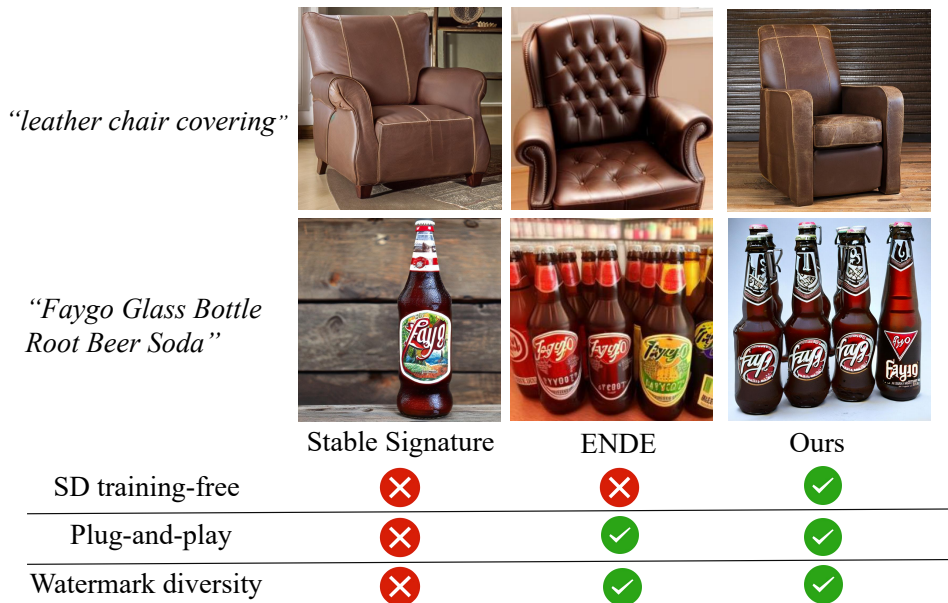 “leather chair covering”
“Faygo Glass Bottle
Root Beer Soda”
Fayg
Stable Signature ENDE Ours
SD training-free
Plug-and-play
Watermark diversity